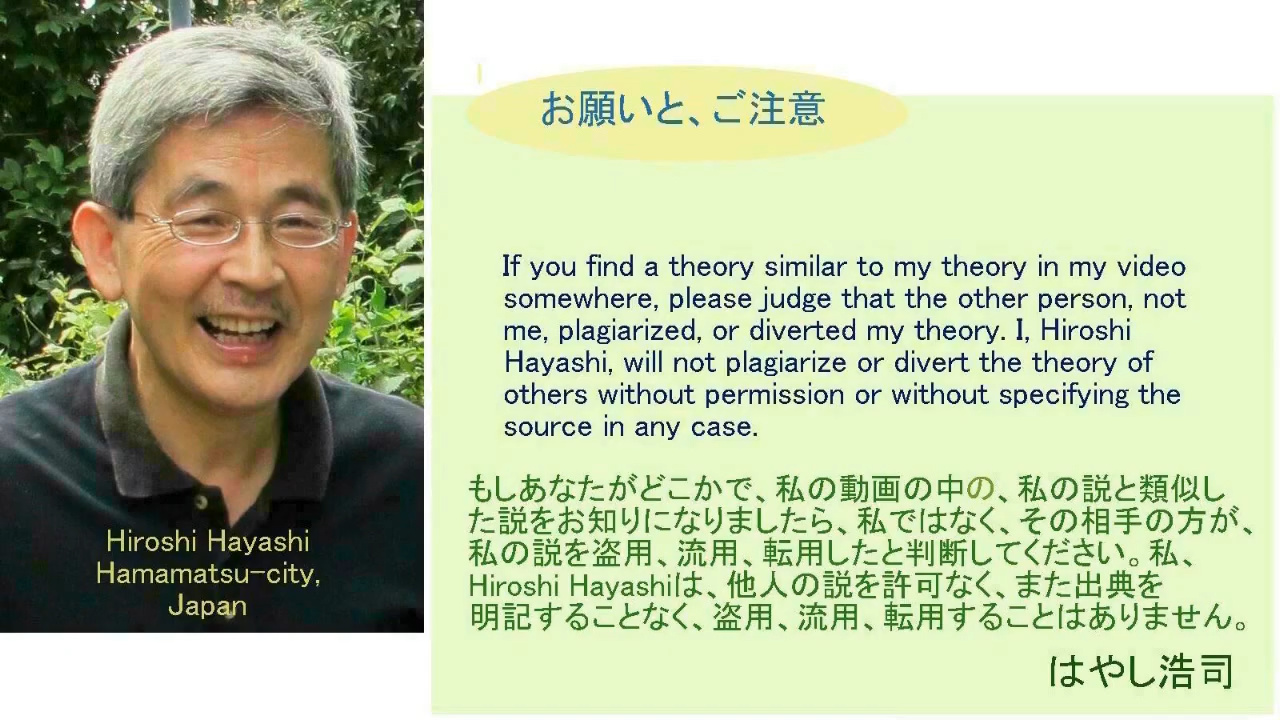 お願いと、ご注意
If you find a theory similar to my theory in my video
somewhere, please judge that the other person, not
me, plagiarized, or diverted my theory. I, Hiroshi
Hayashi, will not plagiarize or divert the theory of
others without permission or without specifying the
source in any case.
もしあなたがどこかで、私の動画の中の、私の説と類似し
た説をお知りになりましたら、私ではなく、その相手の方が、
私の説を盗用、流用、転用したと判断してください。私、
Hiroshi Hayashiは、他人の説を許可なく、また出典を
明記することなく、盗用、流用、転用することはありません。
はやし浩司
Hiroshi Hayashi
Hamamatsu-city,
Japan